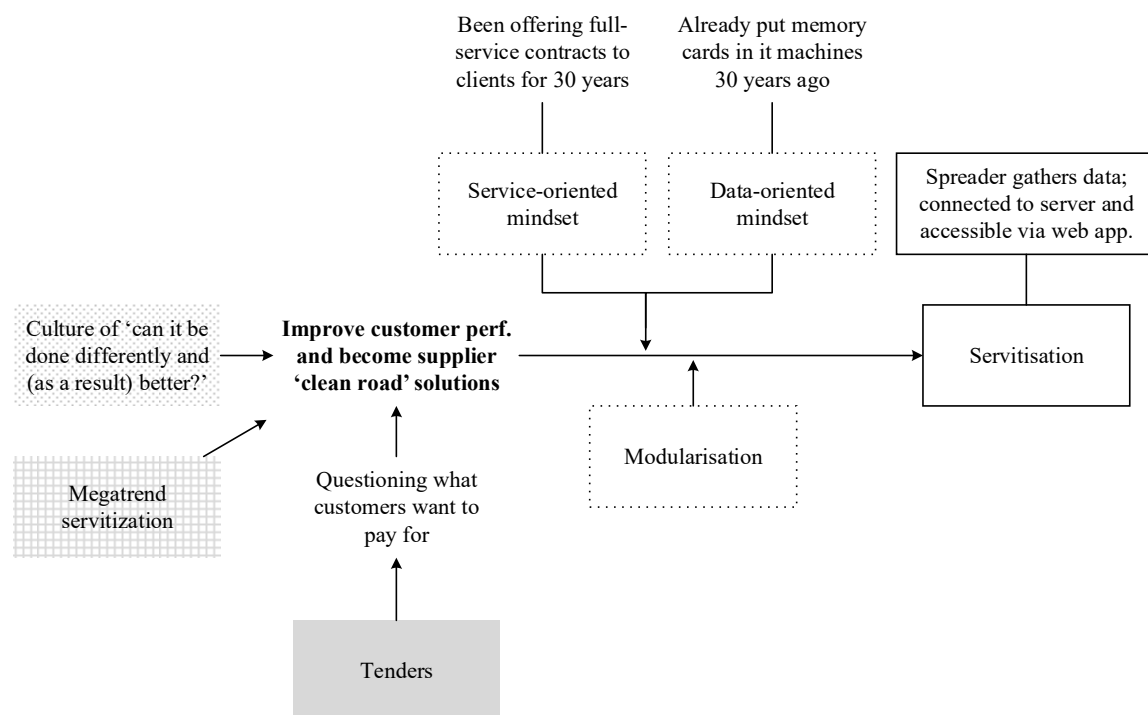 Been offering full-
service contracts to
clients for 30 years
Already put memory
cards in it machines
30 years ago
Service-oriented
mindset
Data-oriented
mindset
Spreader gathers data;
connected to server and
accessible via web app.
Culture of ‘can it be
done differently and
(as a result) better?’
Improve customer perf.
and become supplier
‘clean road’ solutions
Servitisation
Modularisation
Megatrend
servitization
Questioning what
customers want to
pay for
Tenders